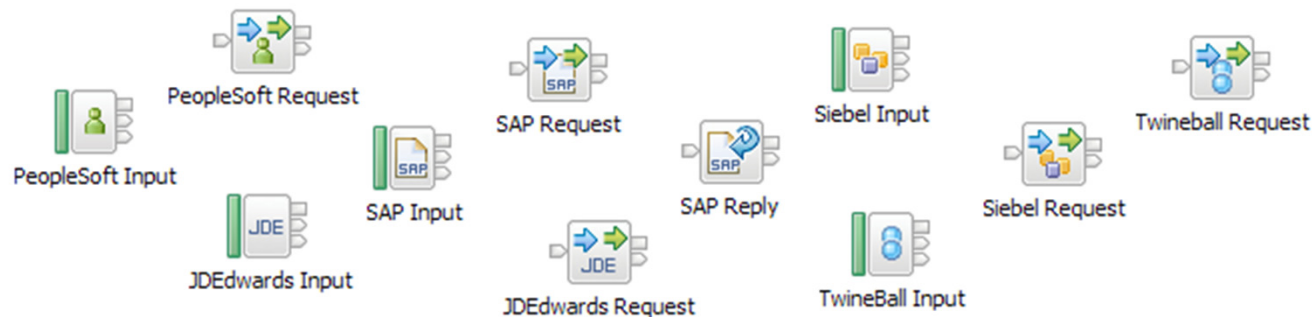 PeopleSoft Request
PeopleSoft Input
JDE
JDEdwards Input
SAP
SAP Input
SAP
SAP Request
JDE
JDEdwards Request
SAP
SAP Reply
Siebel Input
TwineBall Input
Siebel Request
Twineball Request